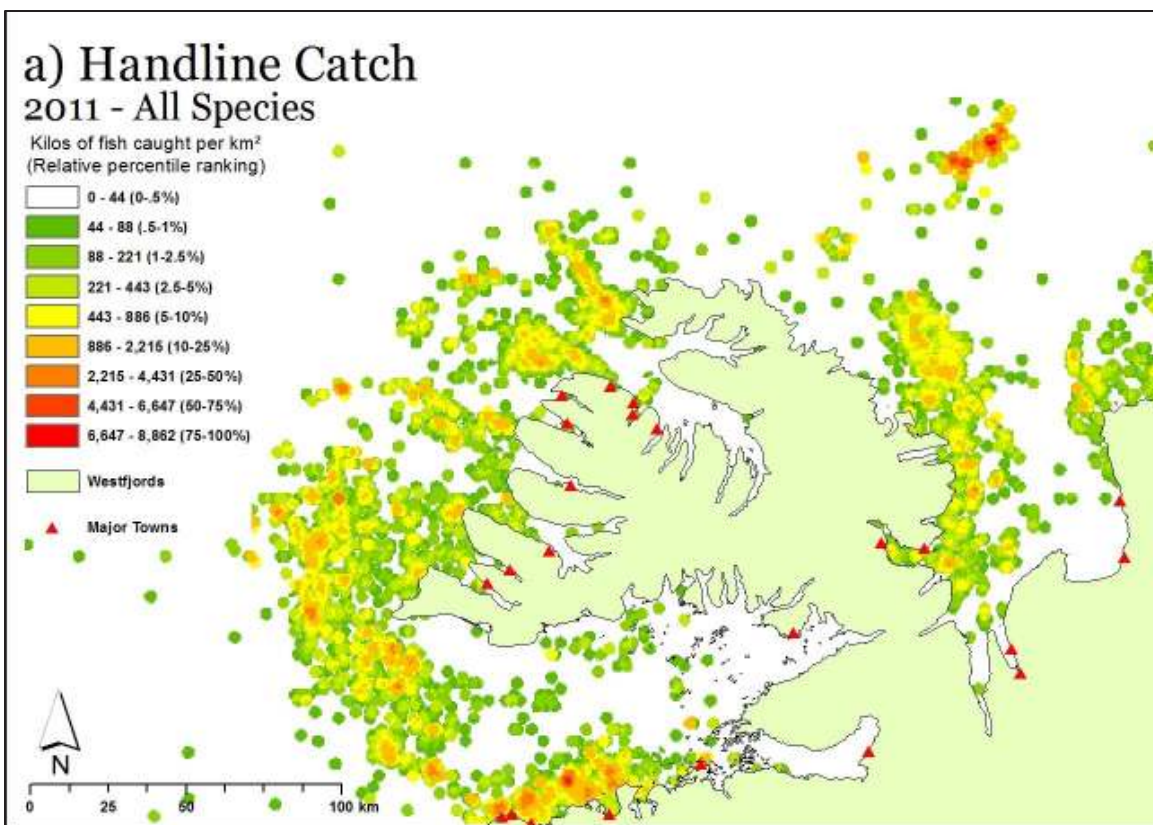 a) Handline Catch
2011 - All Species
Kilos of fish caught per km²
(Relative percentile ranking)
0 - 44 (0-.5%)
44 - 88 (.5-1%)
88 - 221 (1-2.5%)
221 - 443 (2.5-5%)
443 - 886 (5-10%)
886 - 2,215 (10-25%)
2,215 - 4,431 (25-50%)
4,431 - 6,647 (50-75%)
6,647 - 8,862 (75-100%)
Westfjords
Major Towns
N
0 25 50 100 km